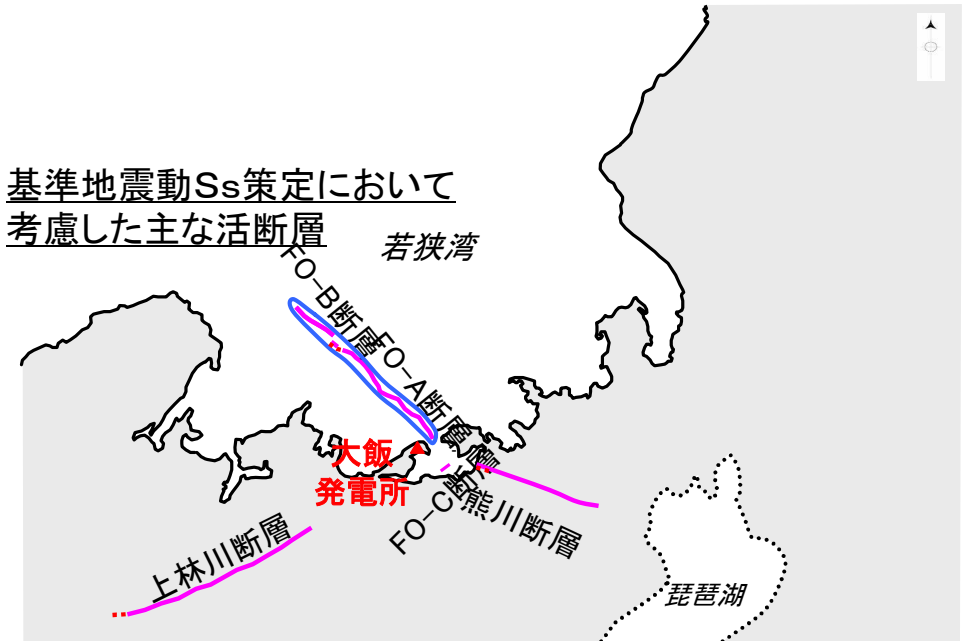 基準地震動Ss策定において
考慮した主な活断層
若狭湾
FO-B断層
FO-A断層
大飯
発電所
FO-C断層
熊川断層
上林川断層
琵琶湖